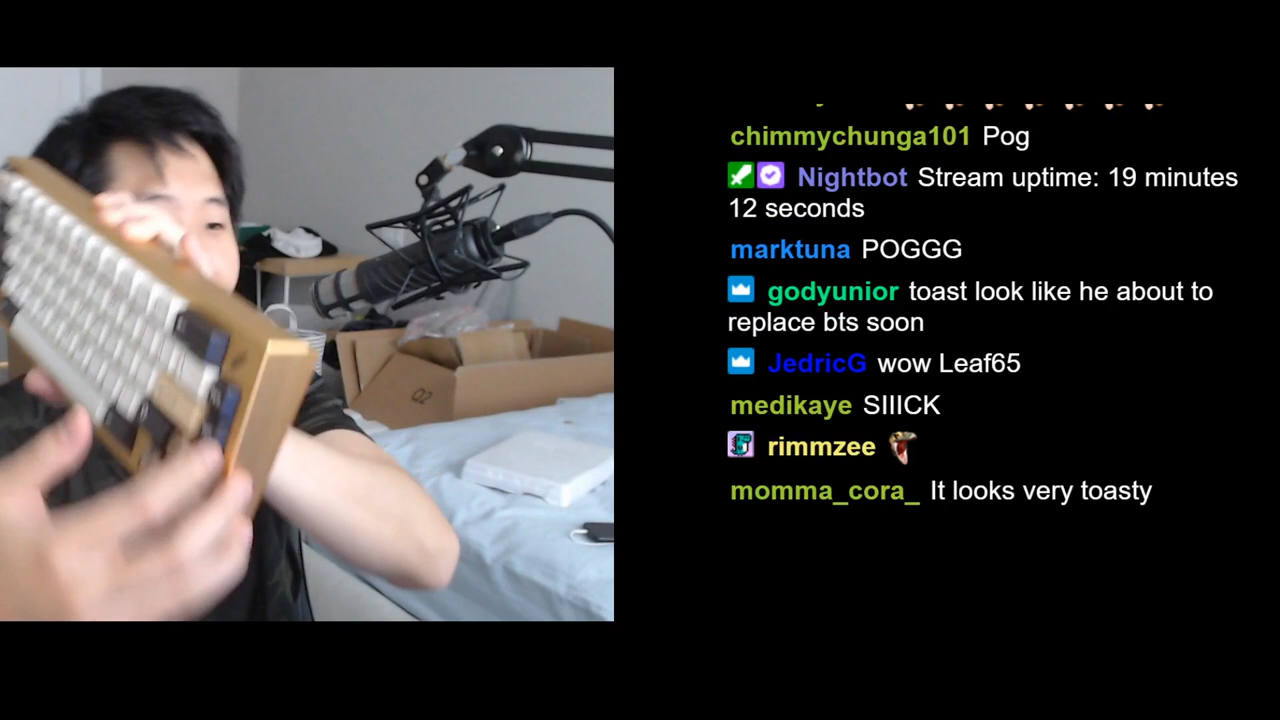 chimmychunga101 Pog
Nightbot Stream uptime: 19 minutes
12 seconds
marktuna POGGG
godyunior toast look like he about to
replace bts soon
JedricG wow Leaf65
medikaye SIIICK
rimmzee
momma_cora_ It looks very toasty